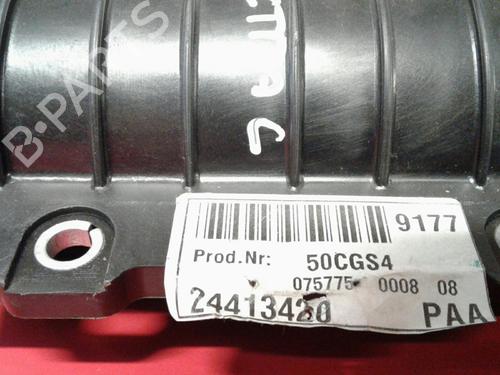 B-PARTS
9177
Prod.Nr: 50CGS4
075775 0008 08
24413420
PAA